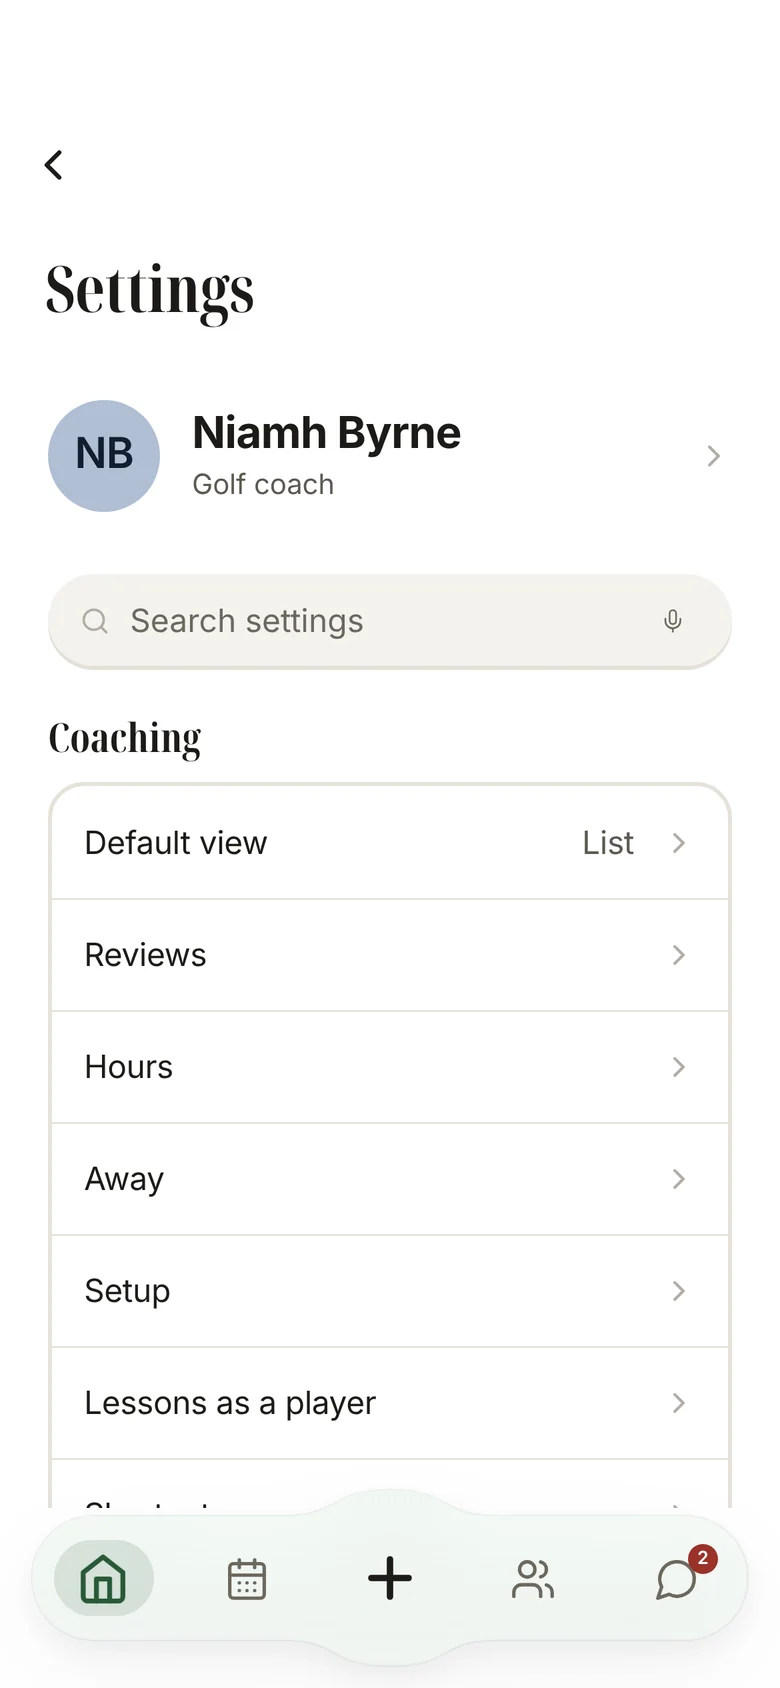 Settings
NB
Niamh Byrne
Golf coach
Search settings
Coaching
Default view List
Reviews
Hours
Away
Setup
Lessons as a player
2